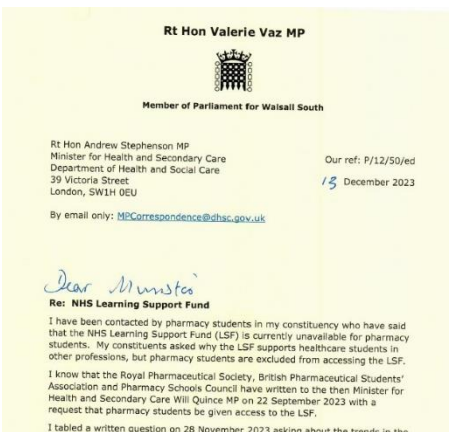 Rt Hon Valerie Vaz MP
Member of Parliament for Walsall South
Rt Hon Andrew Stephenson MP
Minister for Health and Secondary Care
Department of Health and Social Care
39 Victoria Street
London, SW1H 0EU
Our ref: P/12/50/ed
13 December 2023
By email only: MPCorrespondence@dhsc.gov.uk
Dear Minister
Re: NHS Learning Support Fund
I have been contacted by pharmacy students in my constituency who have said
that the NHS Learning Support Fund (LSF) is currently unavailable for pharmacy
students. My constituents asked why the LSF supports healthcare students in
other professions, but pharmacy students are excluded from accessing the LSF.
I know that the Royal Pharmaceutical Society, British Pharmaceutical Students'
Association and Pharmacy Schools Council have written to the then Minister for
Health and Secondary Care Will Quince MP on 22 September 2023 with a
request that pharmacy students be given access to the LSF.
I tabled a written question on 28 November 2023 asking about the trends in the